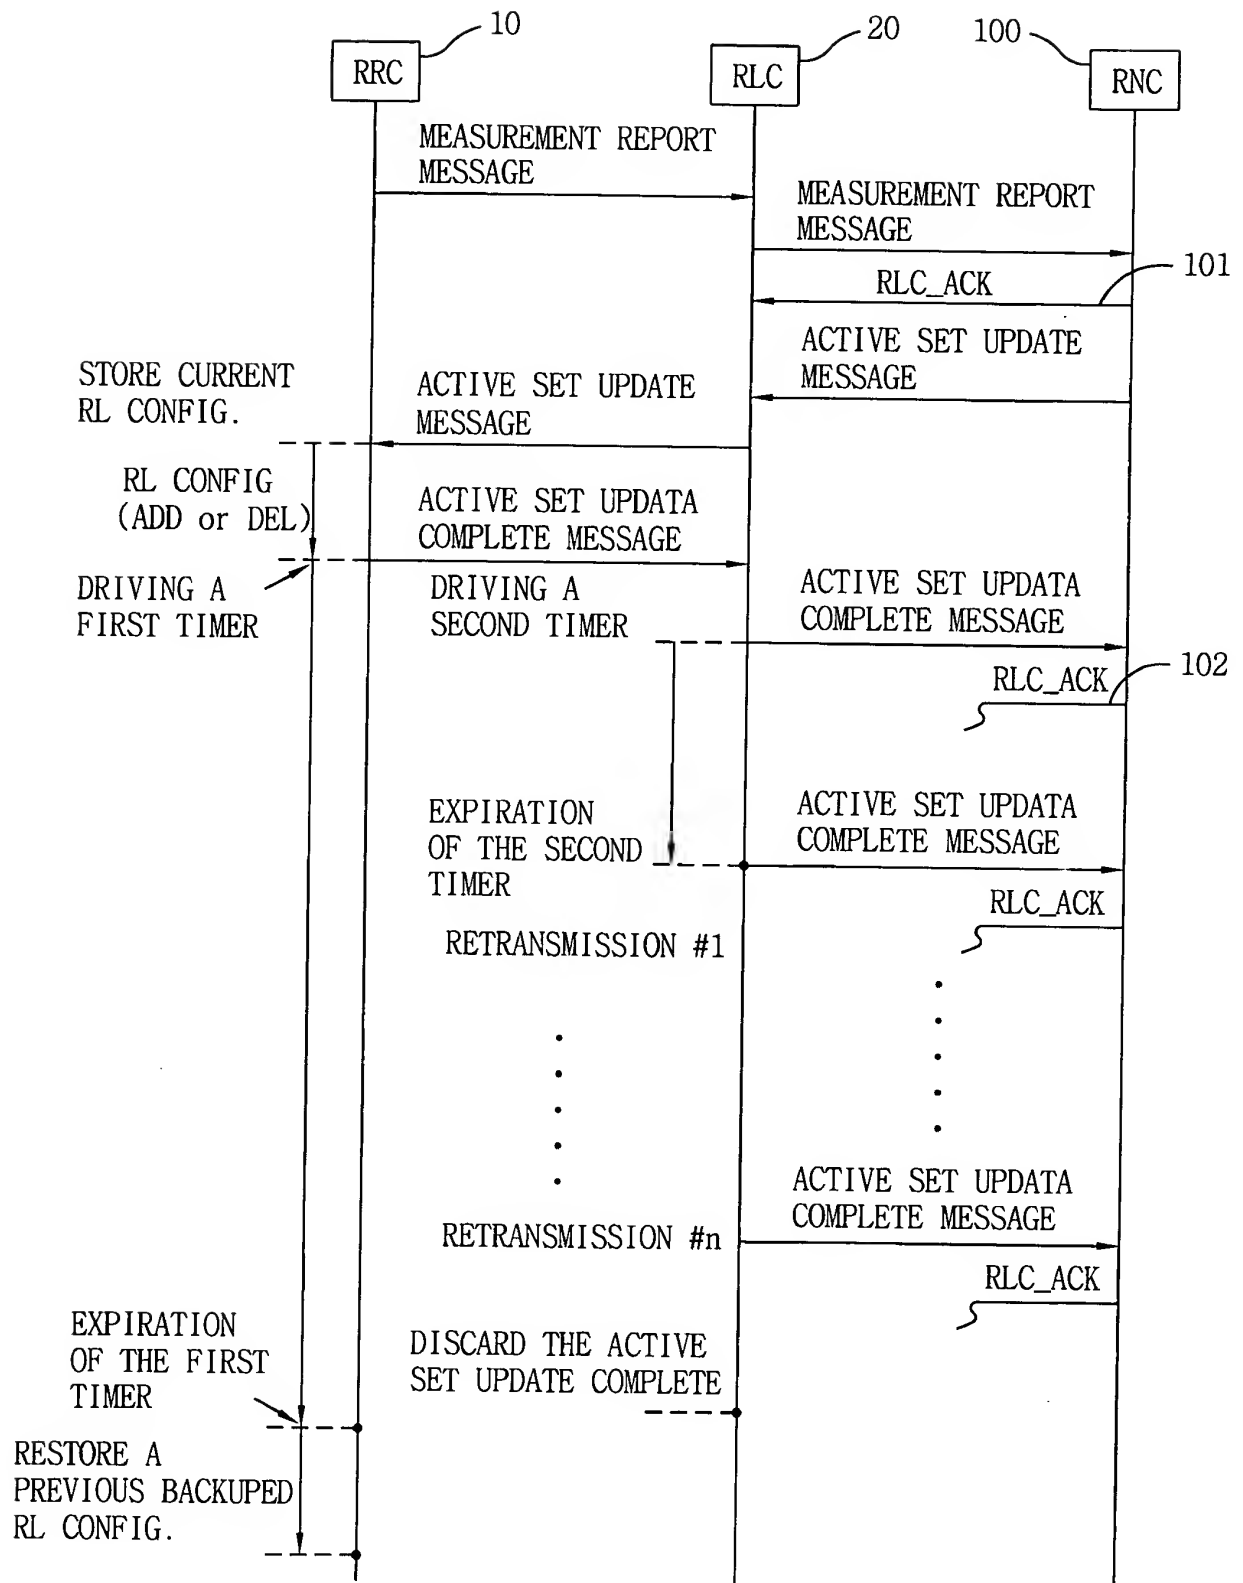 10
20
100
RRC
RLC
RNC
MEASUREMENT REPORT
MESSAGE
MEASUREMENT REPORT
MESSAGE
101
RLC_ACK
ACTIVE SET UPDATE
MESSAGE
STORE CURRENT
RL CONFIG.
ACTIVE SET UPDATE
MESSAGE
RL CONFIG
(ADD or DEL)
ACTIVE SET UPDATA
COMPLETE MESSAGE
DRIVING A
FIRST TIMER
DRIVING A
SECOND TIMER
ACTIVE SET UPDATA
COMPLETE MESSAGE
RLC_ACK
102
EXPIRATION
OF THE SECOND
TIMER
ACTIVE SET UPDATA
COMPLETE MESSAGE
RLC_ACK
RETRANSMISSION #1
ACTIVE SET UPDATA
COMPLETE MESSAGE
RETRANSMISSION #n
RLC_ACK
EXPIRATION
OF THE FIRST
TIMER
DISCARD THE ACTIVE
SET UPDATE COMPLETE
RESTORE A
PREVIOUS BACKUPED
RL CONFIG.